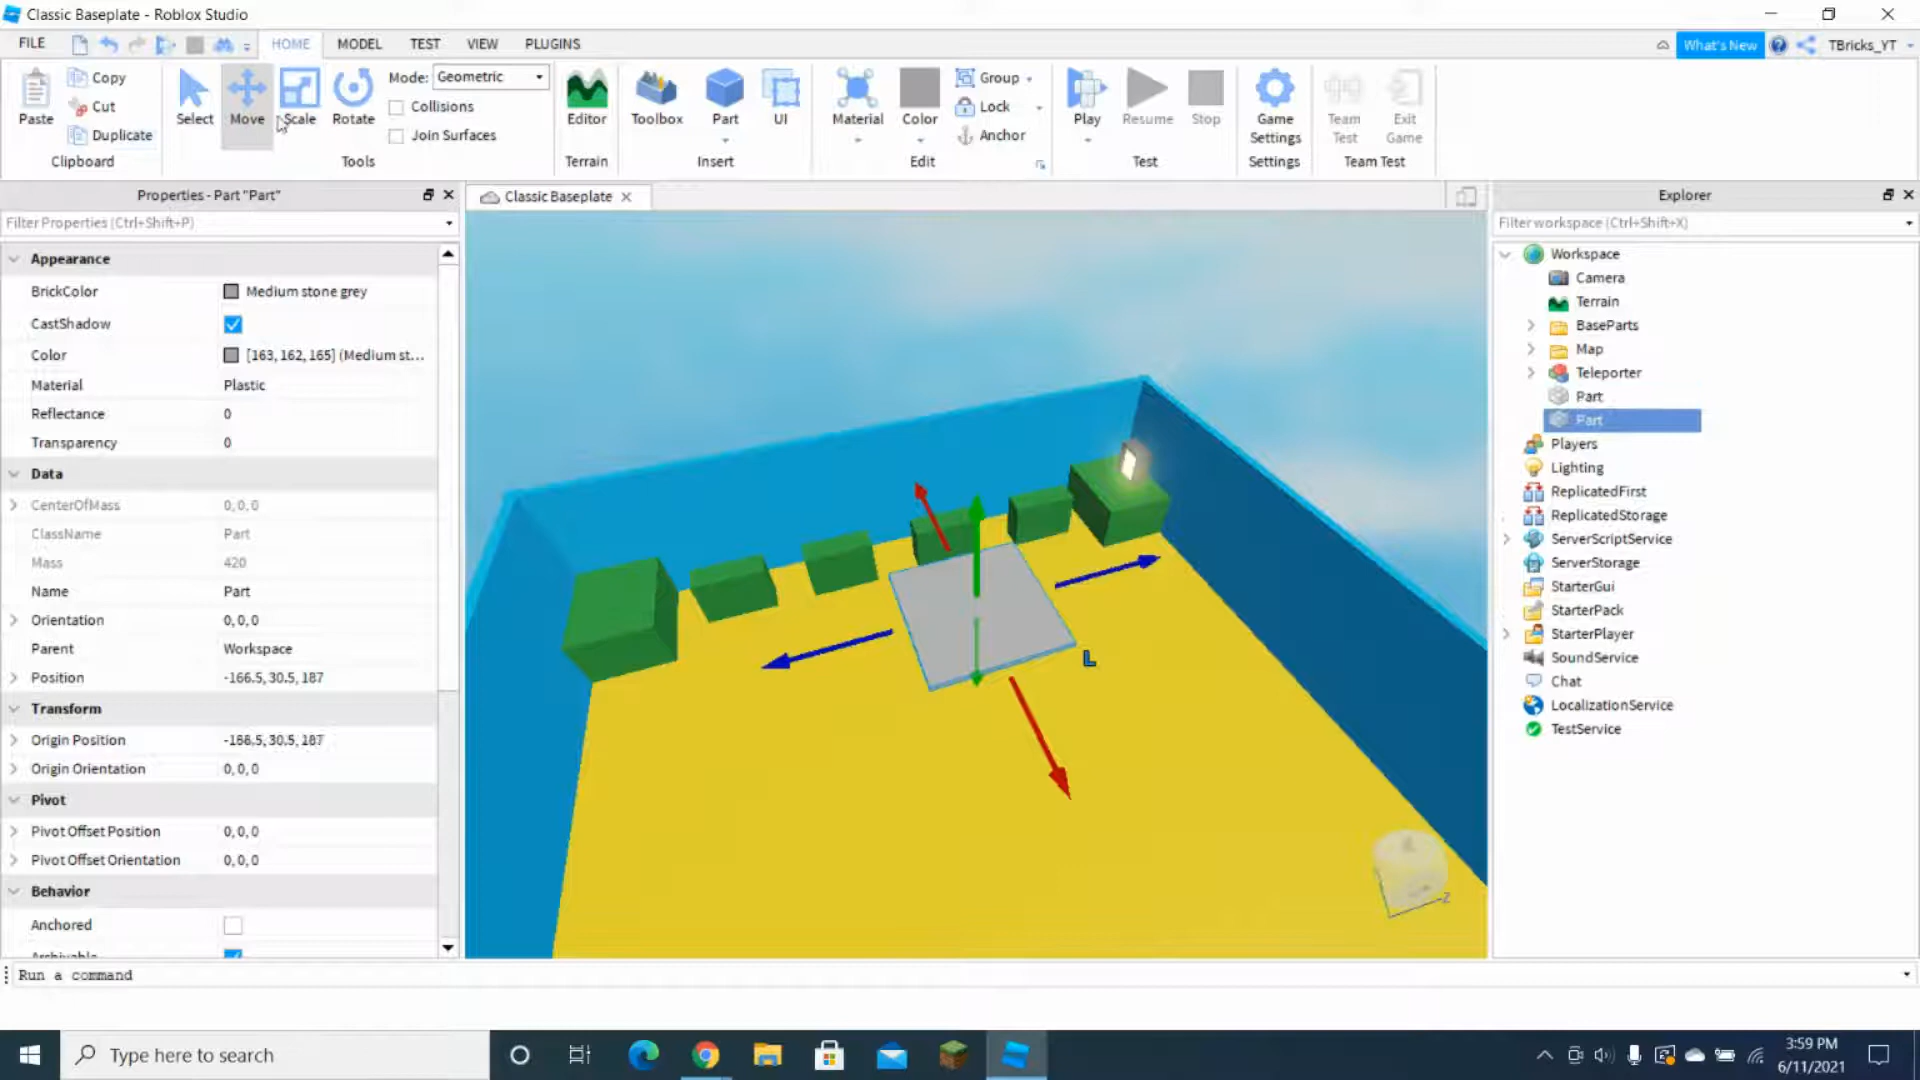 Classic Baseplate - Roblox Studio
FILE HOME MODEL TEST VIEW PLUGINS What's New TBricks_YT
Paste Copy Cut Duplicate Clipboard
Select Move Scale Rotate Mode: Geometric Collisions Join Surfaces Tools
Editor Terrain
Toolbox Part UI Insert
Material Color Group Lock Anchor Edit
Play Resume Stop Test
Game Settings Settings
Team Test Exit Game Team Test
Properties - Part "Part"
Filter Properties (Ctrl+Shift+P)
Appearance
BrickColor Medium stone grey
CastShadow
Color [163, 162, 165] (Medium st...
Material Plastic
Reflectance 0
Transparency 0
Data
CenterOfMass 0, 0, 0
ClassName Part
Mass 420
Name Part
Orientation 0, 0, 0
Parent Workspace
Position -166.5, 30.5, 187
Transform
Origin Position -166.5, 30.5, 187
Origin Orientation 0, 0, 0
Pivot
Pivot Offset Position 0, 0, 0
Pivot Offset Orientation 0, 0, 0
Behavior
Anchored
Archivable
Classic Baseplate
L
Z
Explorer
Filter workspace (Ctrl+Shift+X)
Workspace
Camera
Terrain
BaseParts
Map
Teleporter
Part
Part
Players
Lighting
ReplicatedFirst
ReplicatedStorage
ServerScriptService
ServerStorage
StarterGui
StarterPack
StarterPlayer
SoundService
Chat
LocalizationService
TestService
Run a command
Type here to search
3:59 PM
6/11/2021